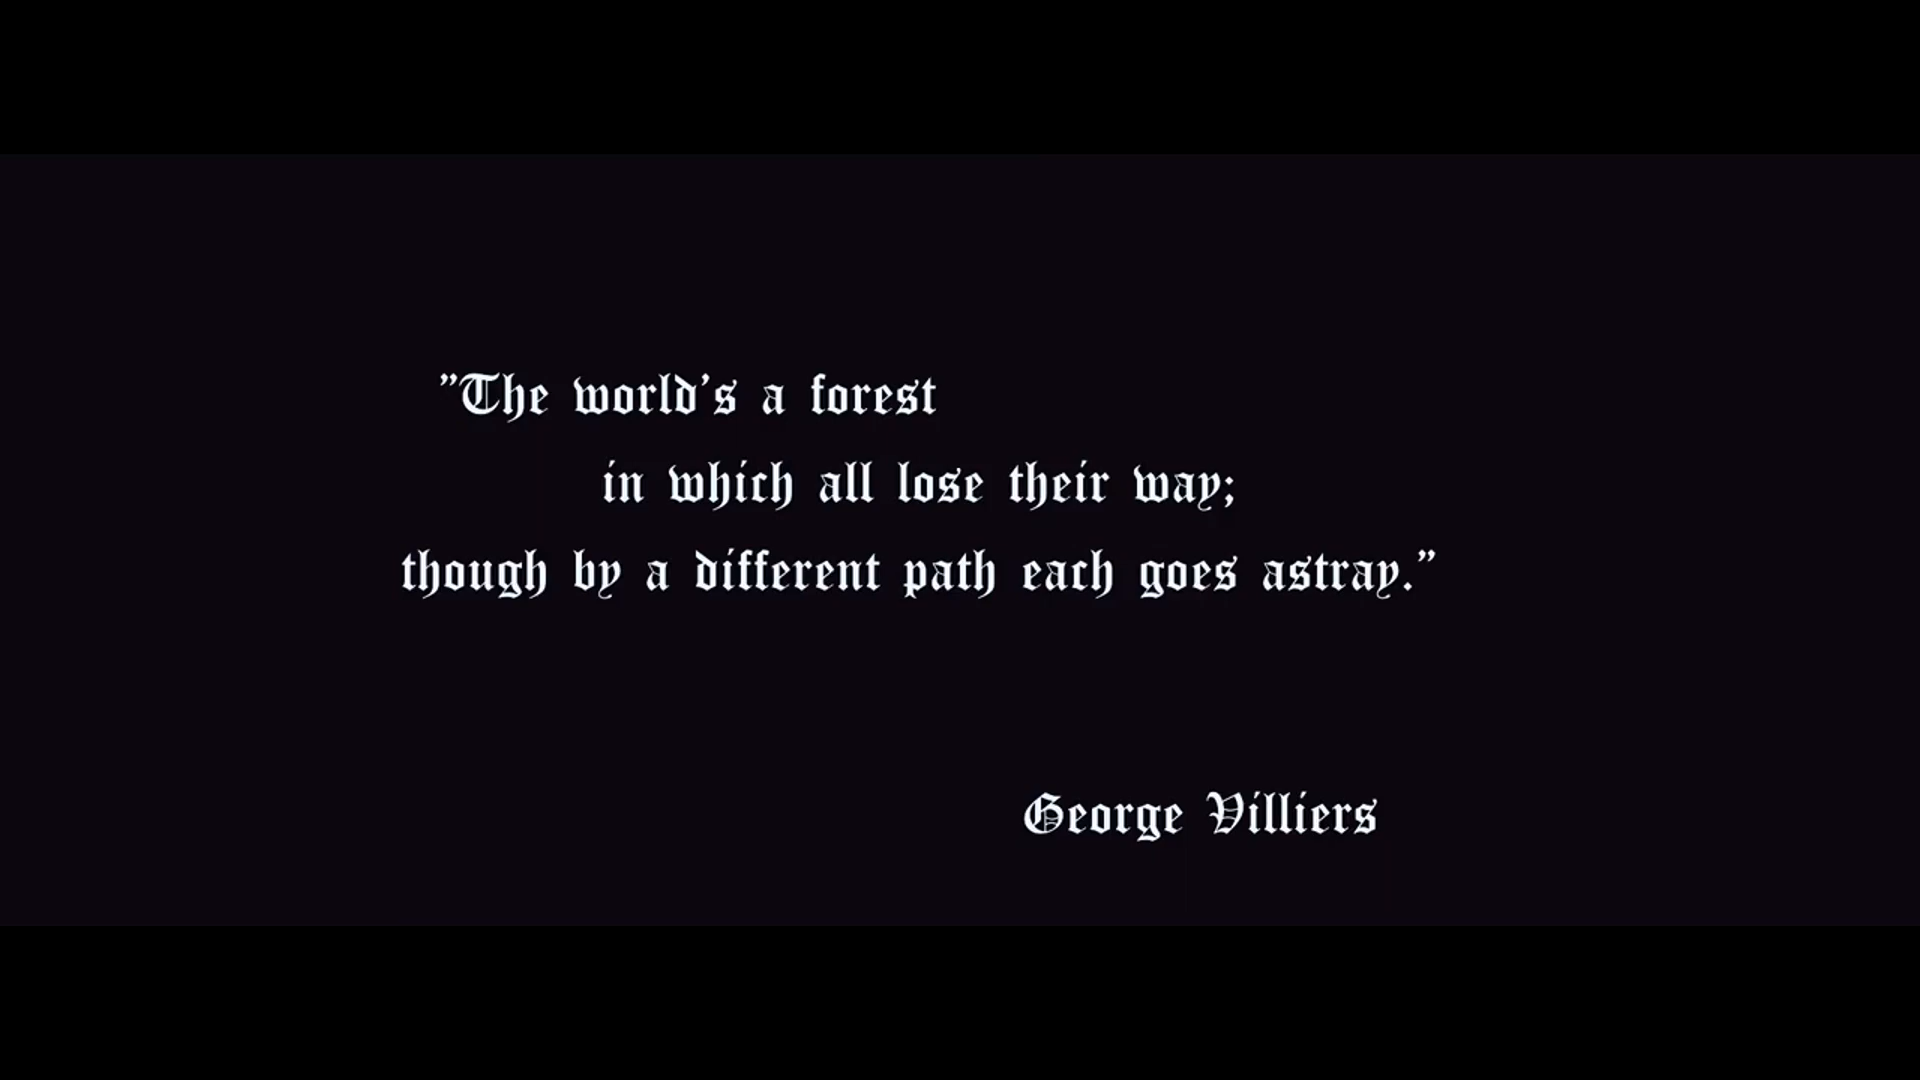 ”The world’s a forest
in which all lose their way;
though by a different path each goes astray.”
George Villiers